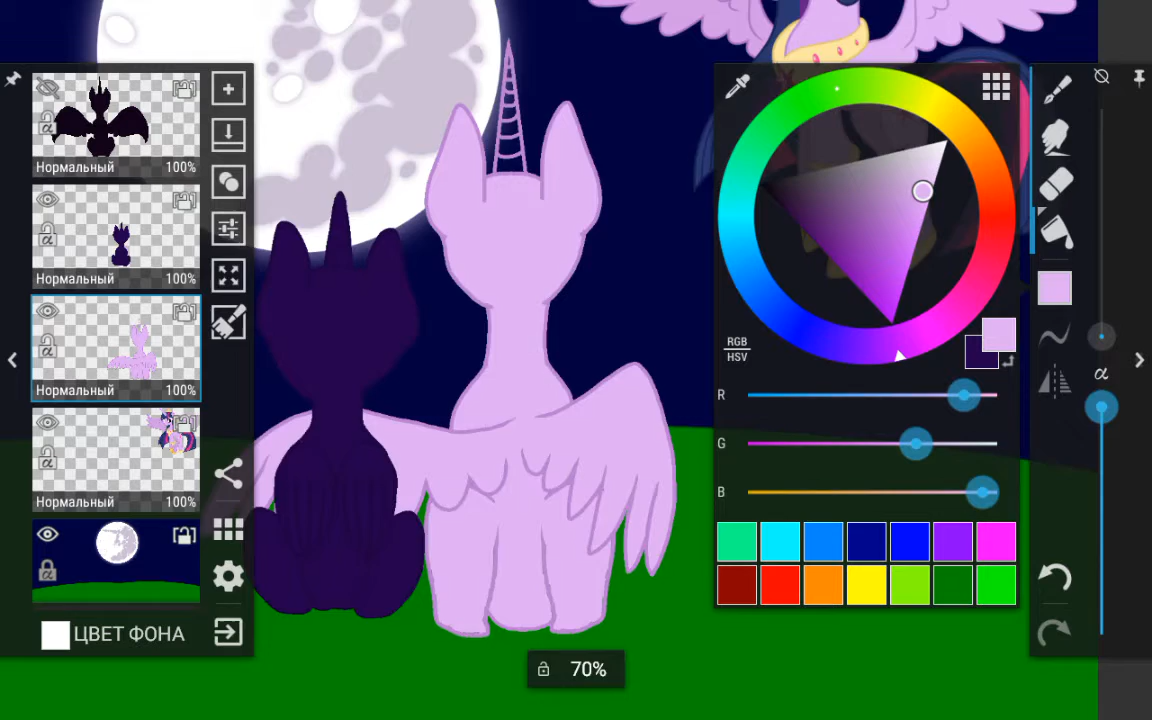 Нормальный 100%
Нормальный 100%
Нормальный 100%
Нормальный 100%
ЦВЕТ ФОНА
RGB
HSV
R
G
B
α
α
α
α
α
α
70%